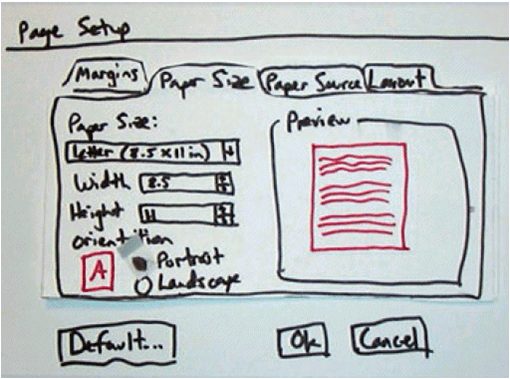 Page Setup
Margins Paper Size Paper Source Layout
Paper Size:
Letter (8.5 x 11 in)
Width 8.5
Height 11
orientition
A
Portrait
Landscape
Preview
Default... Ok Cancel